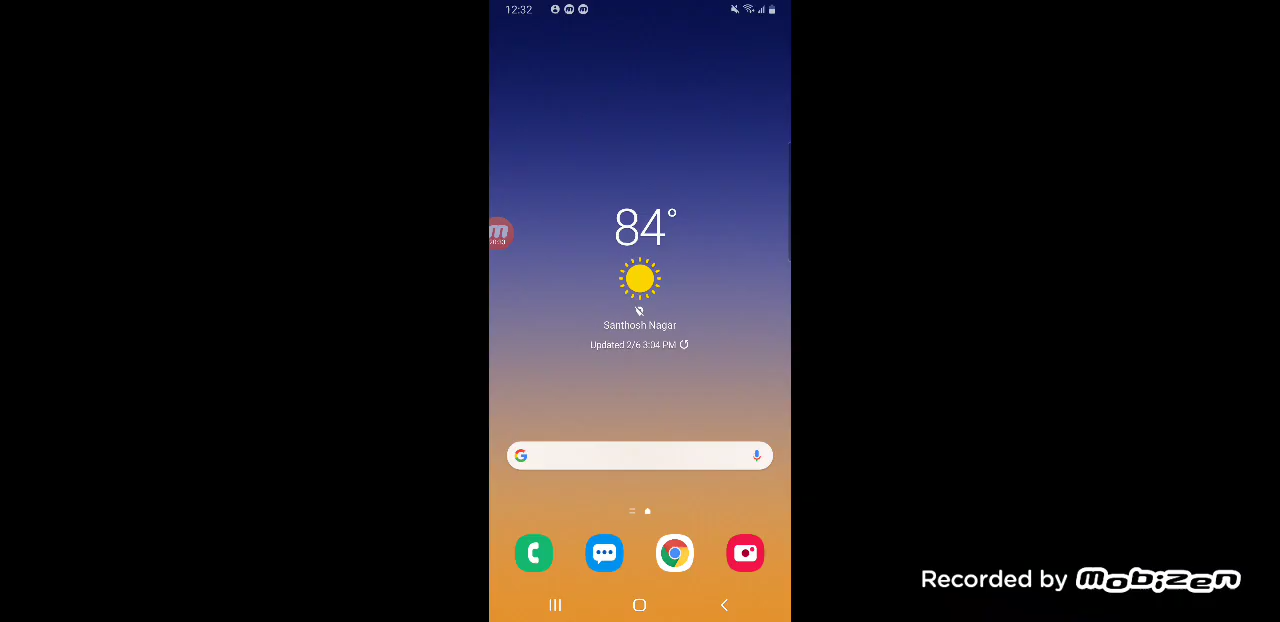 12:32
84°
Santhosh Nagar
Updated 2/6 3:04 PM
Recorded by mobizen